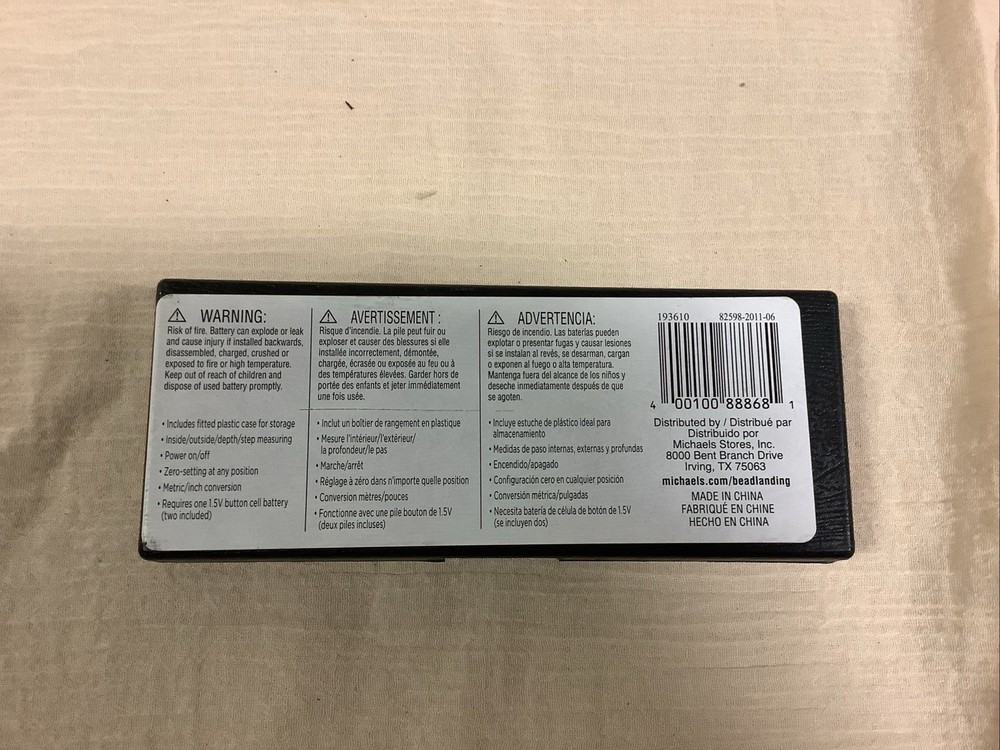 WARNING:
Risk of fire. Battery can explode or leak
and cause injury if installed backwards,
disassembled, charged, crushed or
exposed to fire or high temperature.
Keep out of reach of children and
dispose of used battery promptly.
• Includes fitted plastic case for storage
• Inside/outside/depth/step measuring
• Power on/off
• Zero-setting at any position
• Metric/inch conversion
• Requires one 1.5V button cell battery
(two included)
AVERTISSEMENT :
Risque d'incendie. La pile peut fuir ou
exploser et causer des blessures si elle
installée incorrectement, démontée,
chargée, écrasée ou exposée au feu ou à
des températures élevées. Garder hors de
portée des enfants et jeter immédiatement
une fois usée.
• Inclut un boîtier de rangement en plastique
• Mesure l'intérieur/l'extérieur/
la profondeur/le pas
• Marche/arrêt
• Réglage à zéro dans n'importe quelle position
• Conversion mètres/pouces
• Fonctionne avec une pile bouton de 1.5V
(deux piles incluses)
ADVERTENCIA:
Riesgo de incendio. Las baterías pueden
explotar o presentar fugas y causar lesiones
si se instalan al revés, se desarman, cargan
o exponen al fuego o alta temperatura.
Mantenga fuera del alcance de los niños y
deseche inmediatamente después de que
se agoten.
• Incluye estuche de plástico ideal para
almacenamiento
• Medidas de paso internas, externas y profundas
• Encendido/apagado
• Configuración cero en cualquier posición
• Conversión métrica/pulgadas
• Necesita batería de célula de botón de 1.5V
(se incluyen dos)
193610 82598-2011-06
4 00100 88868 1
Distributed by / Distribué par
Distribuido por
Michaels Stores, Inc.
8000 Bent Branch Drive
Irving, TX 75063
michaels.com/beadlanding
MADE IN CHINA
FABRIQUÉ EN CHINE
HECHO EN CHINA